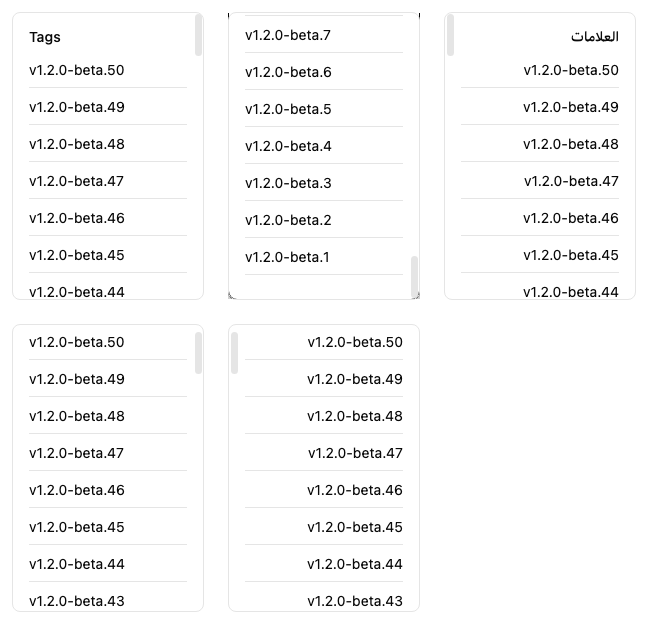 Tags
v1.2.0-beta.50
v1.2.0-beta.49
v1.2.0-beta.48
v1.2.0-beta.47
v1.2.0-beta.46
v1.2.0-beta.45
v1.2.0-beta.44
v1.2.0-beta.7
v1.2.0-beta.6
v1.2.0-beta.5
v1.2.0-beta.4
v1.2.0-beta.3
v1.2.0-beta.2
v1.2.0-beta.1
العلامات
v1.2.0-beta.50
v1.2.0-beta.49
v1.2.0-beta.48
v1.2.0-beta.47
v1.2.0-beta.46
v1.2.0-beta.45
v1.2.0-beta.44
v1.2.0-beta.50
v1.2.0-beta.49
v1.2.0-beta.48
v1.2.0-beta.47
v1.2.0-beta.46
v1.2.0-beta.45
v1.2.0-beta.44
v1.2.0-beta.43
v1.2.0-beta.50
v1.2.0-beta.49
v1.2.0-beta.48
v1.2.0-beta.47
v1.2.0-beta.46
v1.2.0-beta.45
v1.2.0-beta.44
v1.2.0-beta.43